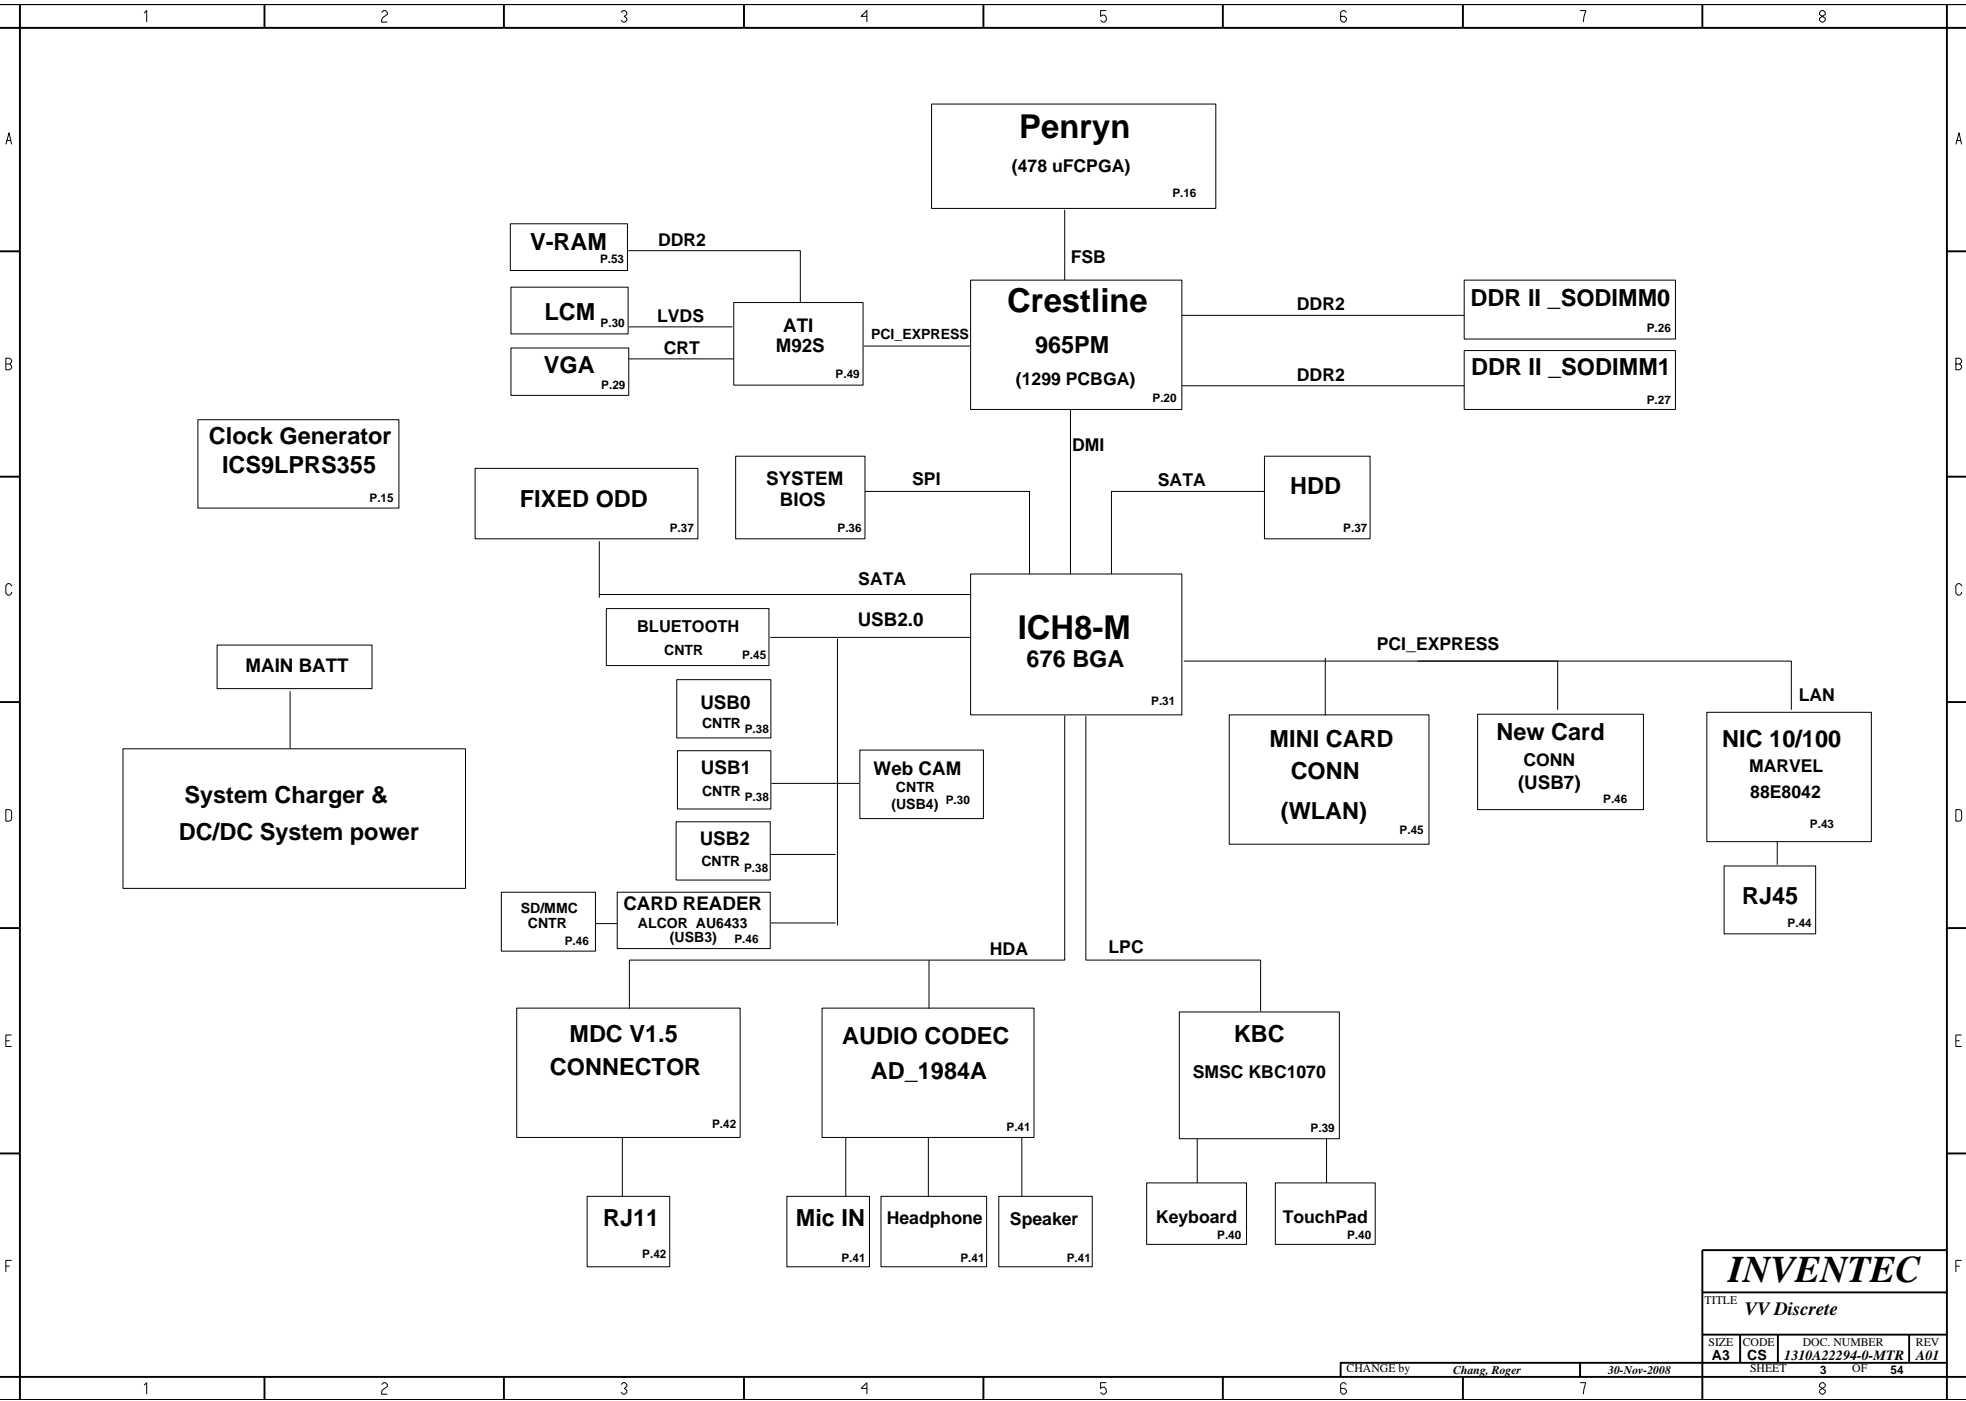 1 2 3 4 5 6 7 8
A A
Penryn
(478 uFCPGA)
P.16
V-RAM
P.53
DDR2
FSB
LCM P.30
LVDS
VGA
P.29
CRT
ATI
M92S
P.49
PCI_EXPRESS
Crestline
965PM
(1299 PCBGA)
P.20
DDR2
DDR II _SODIMM0
P.26
DDR2
DDR II _SODIMM1
P.27
B B
Clock Generator
ICS9LPRS355
P.15
DMI
FIXED ODD
P.37
SYSTEM
BIOS
P.36
SPI
SATA
HDD
P.37
C C
SATA
USB2.0
BLUETOOTH
CNTR P.45
ICH8-M
676 BGA
P.31
PCI_EXPRESS
LAN
MAIN BATT
System Charger &
DC/DC System power
USB0
CNTR P.38
USB1
CNTR P.38
USB2
CNTR P.38
Web CAM
CNTR
(USB4) P.30
MINI CARD
CONN
(WLAN)
P.45
New Card
CONN
(USB7)
P.46
NIC 10/100
MARVEL
88E8042
P.43
D D
SD/MMC
CNTR
P.46
CARD READER
ALCOR AU6433
(USB3) P.46
RJ45
P.44
HDA
LPC
MDC V1.5
CONNECTOR
P.42
AUDIO CODEC
AD_1984A
P.41
KBC
SMSC KBC1070
P.39
E E
RJ11
P.42
Mic IN
P.41
Headphone
P.41
Speaker
P.41
Keyboard
P.40
TouchPad
P.40
F F
INVENTEC
TITLE VV Discrete
SIZE CODE DOC. NUMBER REV
A3 CS 1310A22294-0-MTR A01
CHANGE by Chang, Roger 30-Nov-2008 SHEET 3 OF 54
1 2 3 4 5 6 7 8